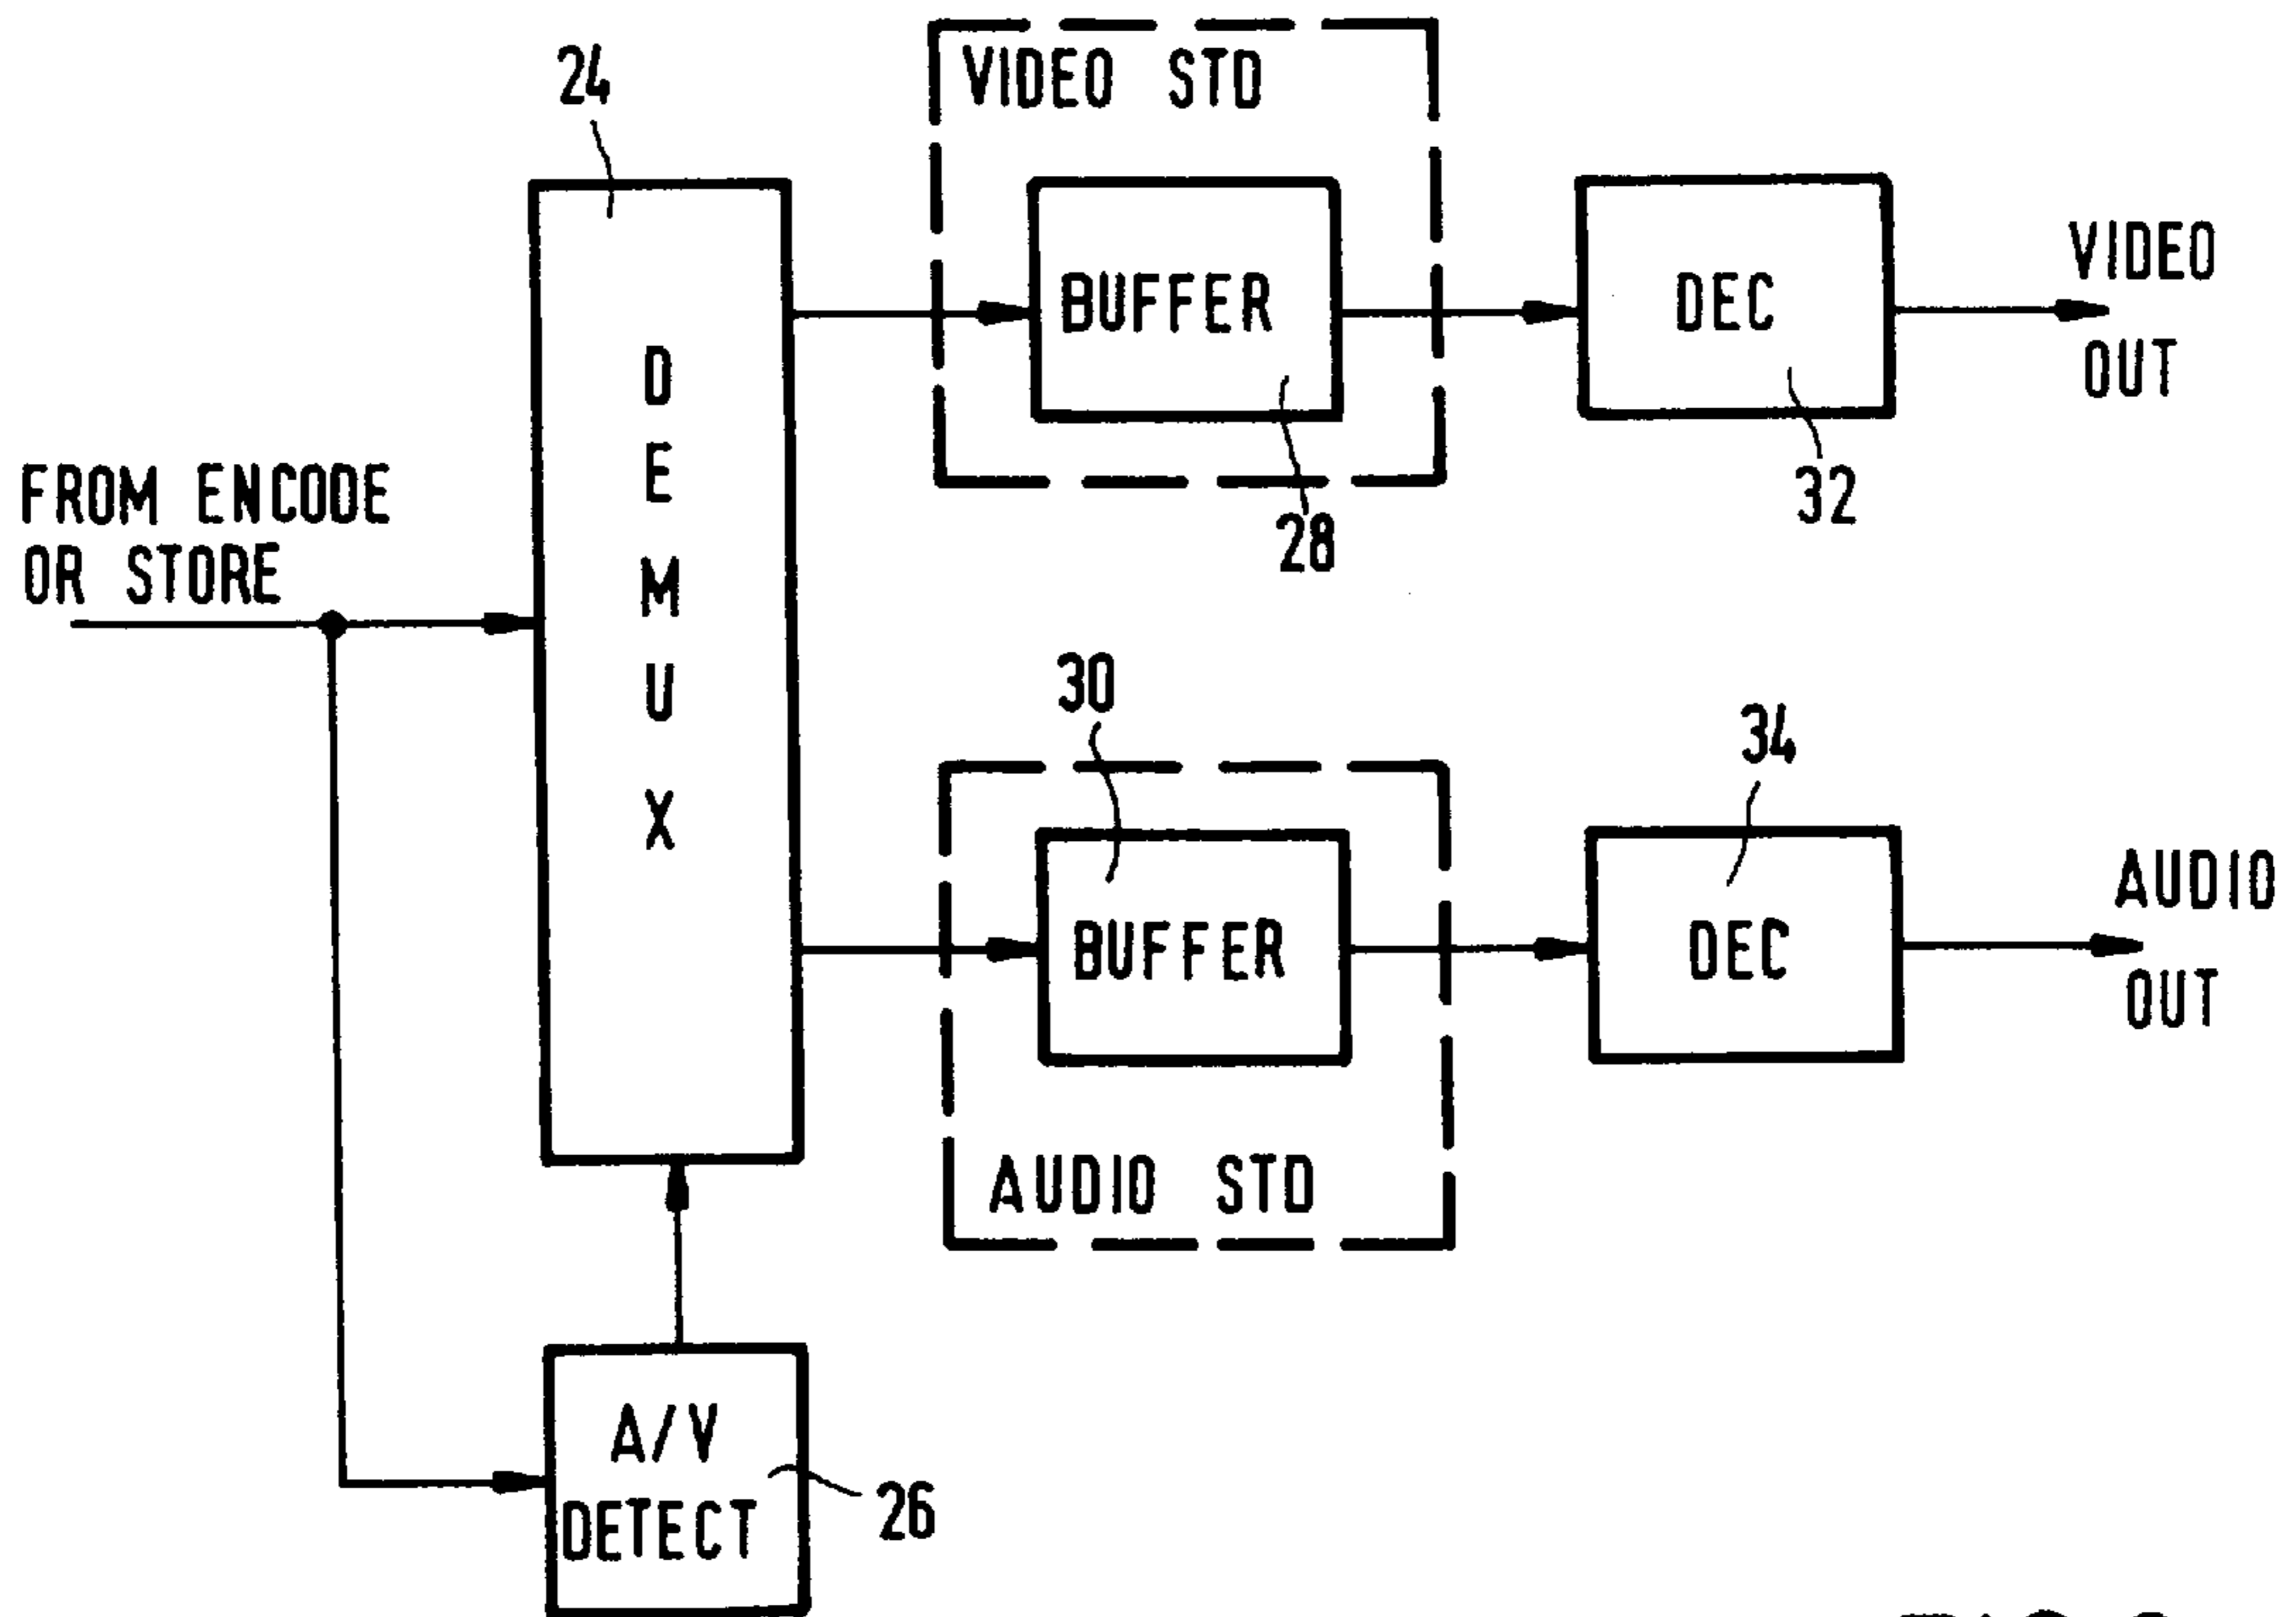 24
VIDEO STD
BUFFER
28
DEC
32
VIDEO
OUT
FROM ENCODE
OR STORE
DEMUX
30
BUFFER
AUDIO STD
34
DEC
AUDIO
OUT
A/V
DETECT
26